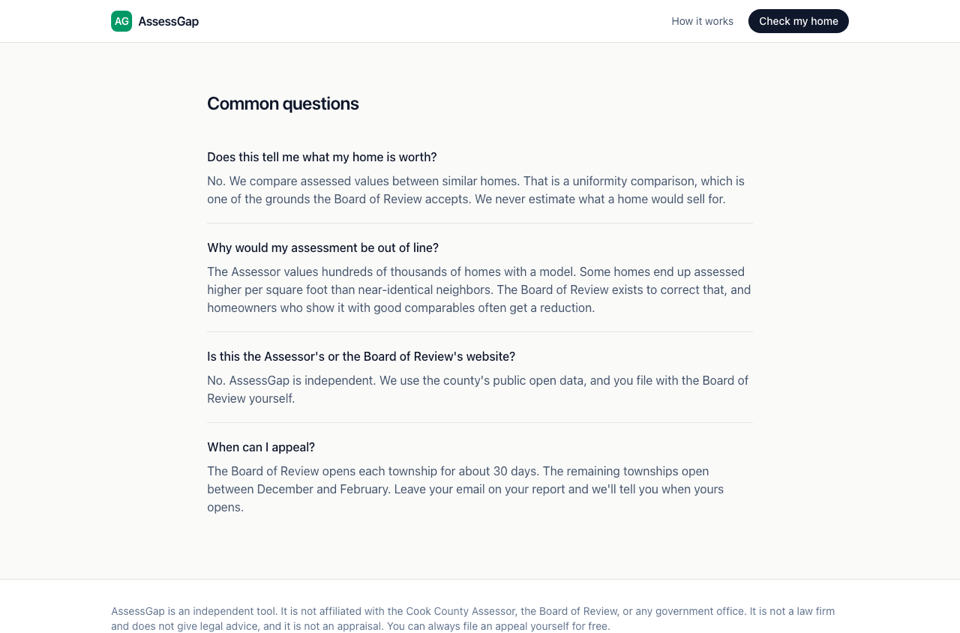 AG AssessGap How it works Check my home
Common questions
Does this tell me what my home is worth?
No. We compare assessed values between similar homes. That is a uniformity comparison, which is
one of the grounds the Board of Review accepts. We never estimate what a home would sell for.
Why would my assessment be out of line?
The Assessor values hundreds of thousands of homes with a model. Some homes end up assessed
higher per square foot than near-identical neighbors. The Board of Review exists to correct that, and
homeowners who show it with good comparables often get a reduction.
Is this the Assessor's or the Board of Review's website?
No. AssessGap is independent. We use the county's public open data, and you file with the Board of
Review yourself.
When can I appeal?
The Board of Review opens each township for about 30 days. The remaining townships open
between December and February. Leave your email on your report and we'll tell you when yours
opens.
AssessGap is an independent tool. It is not affiliated with the Cook County Assessor, the Board of Review, or any government office. It is not a law firm
and does not give legal advice, and it is not an appraisal. You can always file an appeal yourself for free.